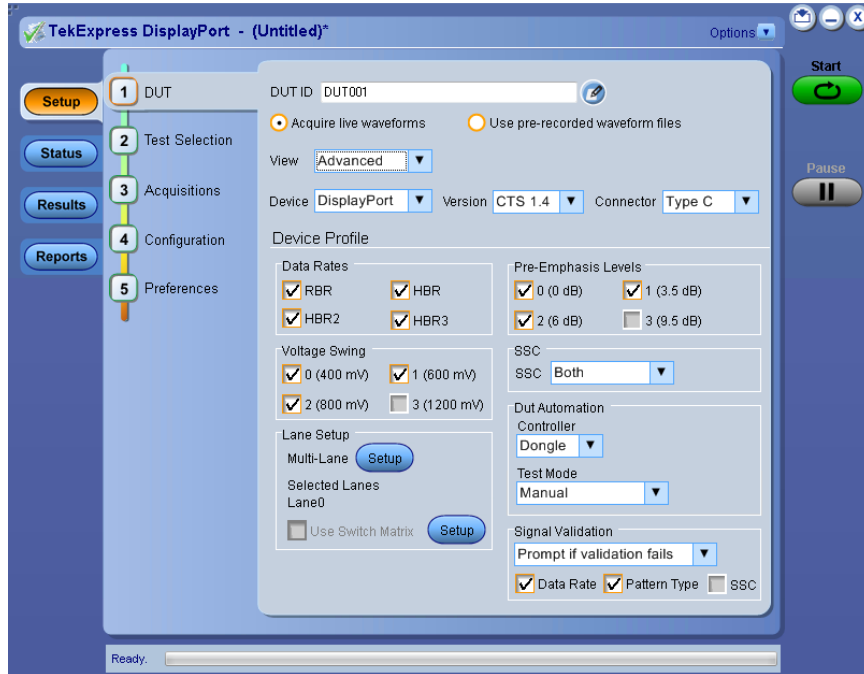 TekExpress DisplayPort - (Untitled)*
Options
Start
Pause
Setup
Status
Results
Reports
1 DUT
2 Test Selection
3 Acquisitions
4 Configuration
5 Preferences
DUT ID DUT001
Acquire live waveforms Use pre-recorded waveform files
View Advanced
Device DisplayPort Version CTS 1.4 Connector Type C
Device Profile
Data Rates
RBR HBR
HBR2 HBR3
Voltage Swing
0 (400 mV) 1 (600 mV)
2 (800 mV) 3 (1200 mV)
Lane Setup
Multi-Lane Setup
Selected Lanes
Lane0
Use Switch Matrix Setup
Pre-Emphasis Levels
0 (0 dB) 1 (3.5 dB)
2 (6 dB) 3 (9.5 dB)
SSC
SSC Both
Dut Automation
Controller
Dongle
Test Mode
Manual
Signal Validation
Prompt if validation fails
Data Rate Pattern Type SSC
Ready.